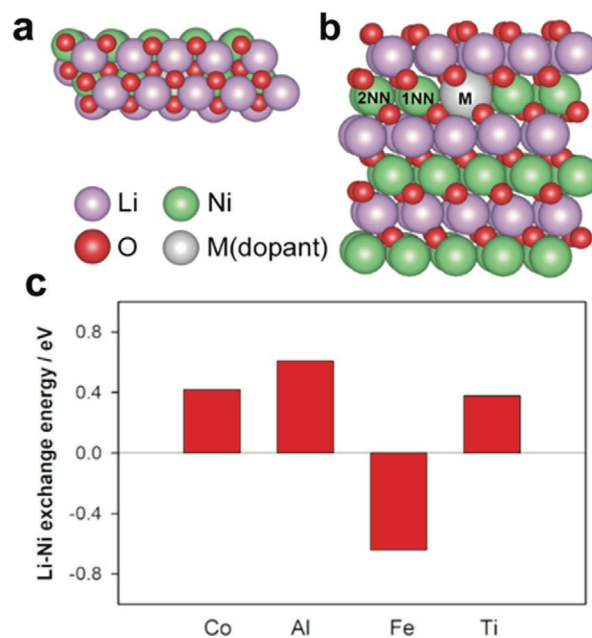 a
b
2NN 1NN M
Li Ni
O M(dopant)
c
Li-Ni exchange energy / eV
0.8
0.4
0.0
-0.4
-0.8
Co Al Fe Ti